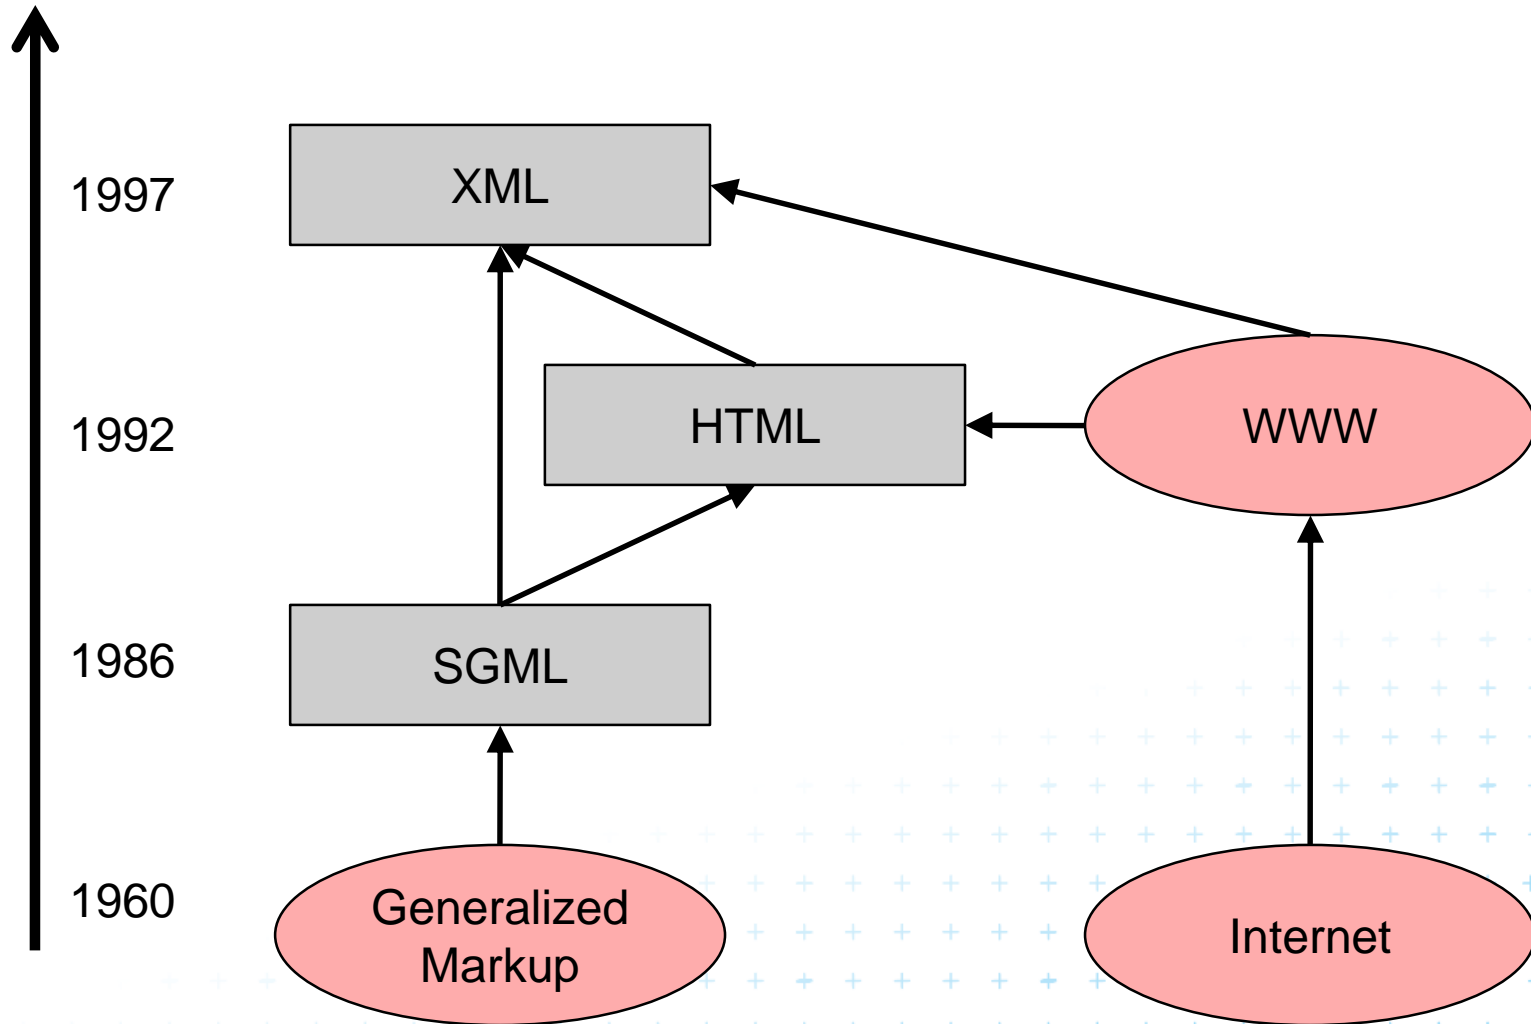 1997
XML
1992
HTML
WWW
1986
SGML
1960
Generalized
Markup
Internet